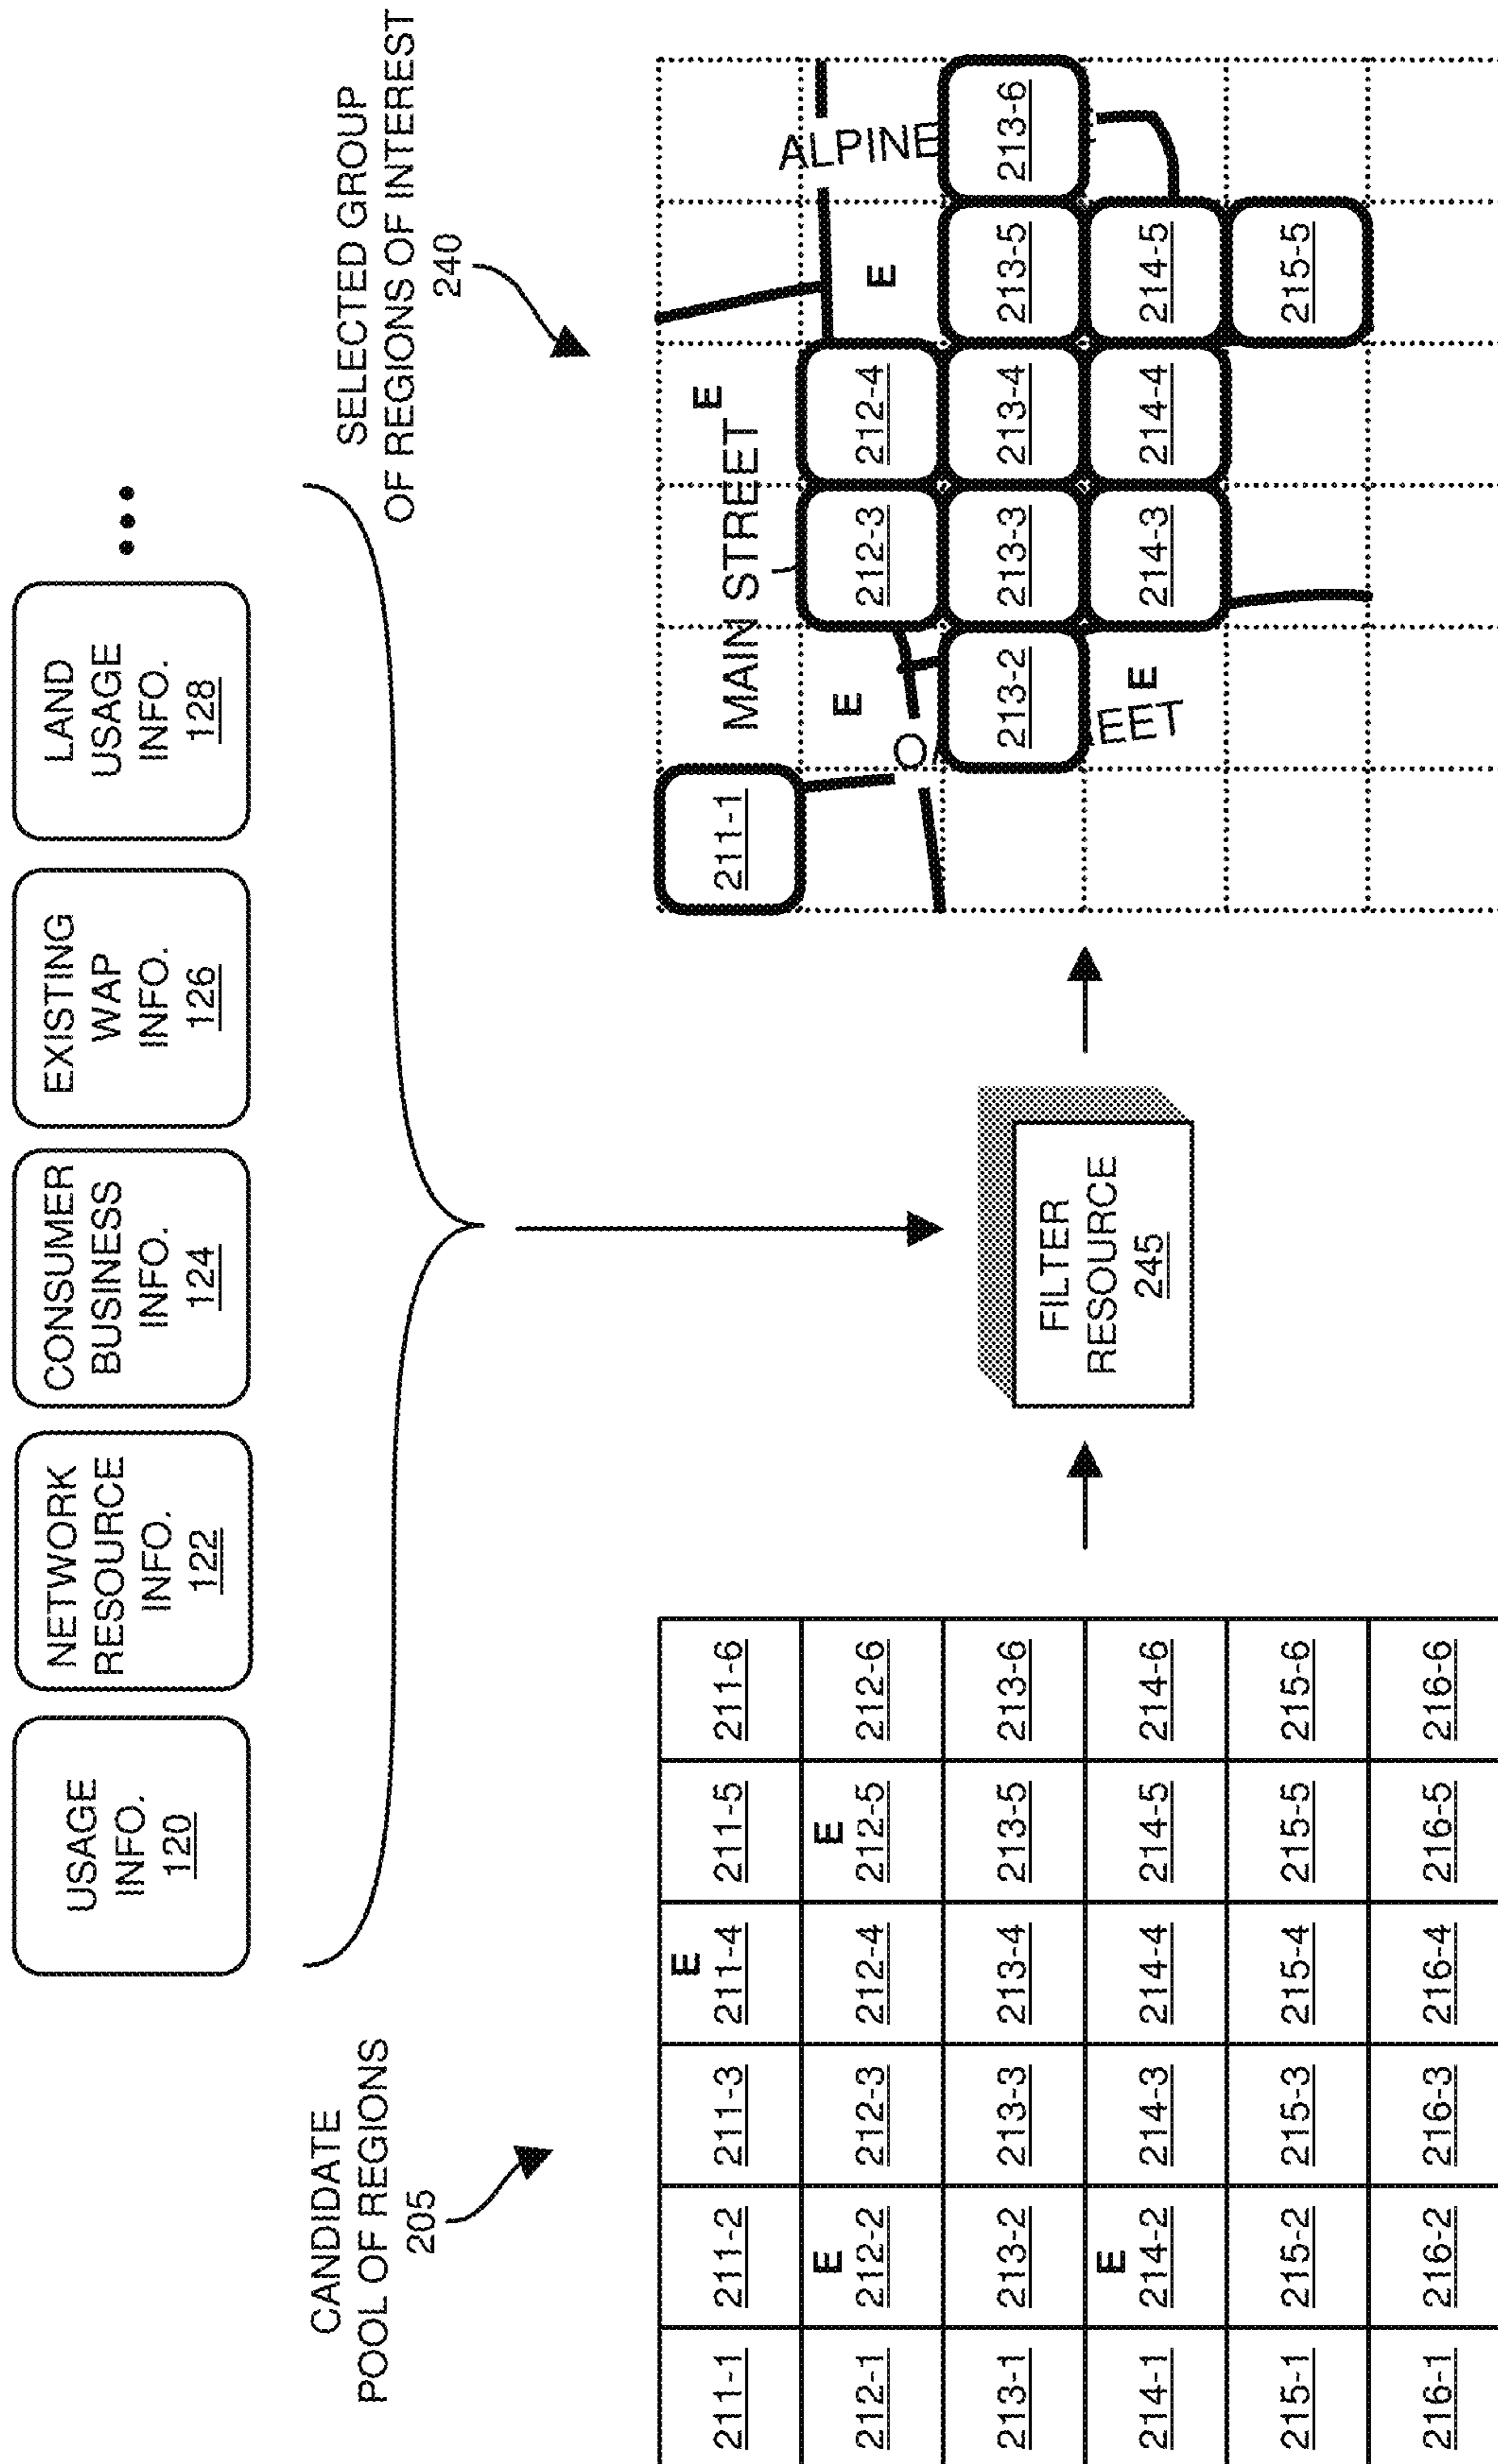 USAGE
INFO.
120
NETWORK
RESOURCE
INFO.
122
CONSUMER
BUSINESS
INFO.
124
EXISTING
WAP
INFO.
126
LAND
USAGE
INFO.
128
•••
CANDIDATE
POOL OF REGIONS
205
SELECTED GROUP
OF REGIONS OF INTEREST
240
211-1 211-2 211-3 E 211-4 211-5 211-6
212-1 E 212-2 212-3 212-4 E 212-5 212-6
213-1 213-2 213-3 213-4 213-5 213-6
214-1 E 214-2 214-3 214-4 214-5 214-6
215-1 215-2 215-3 215-4 215-5 215-6
216-1 216-2 216-3 216-4 216-5 216-6
FILTER
RESOURCE
245
211-1 MAIN STREET E
E 212-3 212-4 E ALPINE
213-2 213-3 213-4 213-5 213-6
EET E 214-3 214-4 214-5
215-5